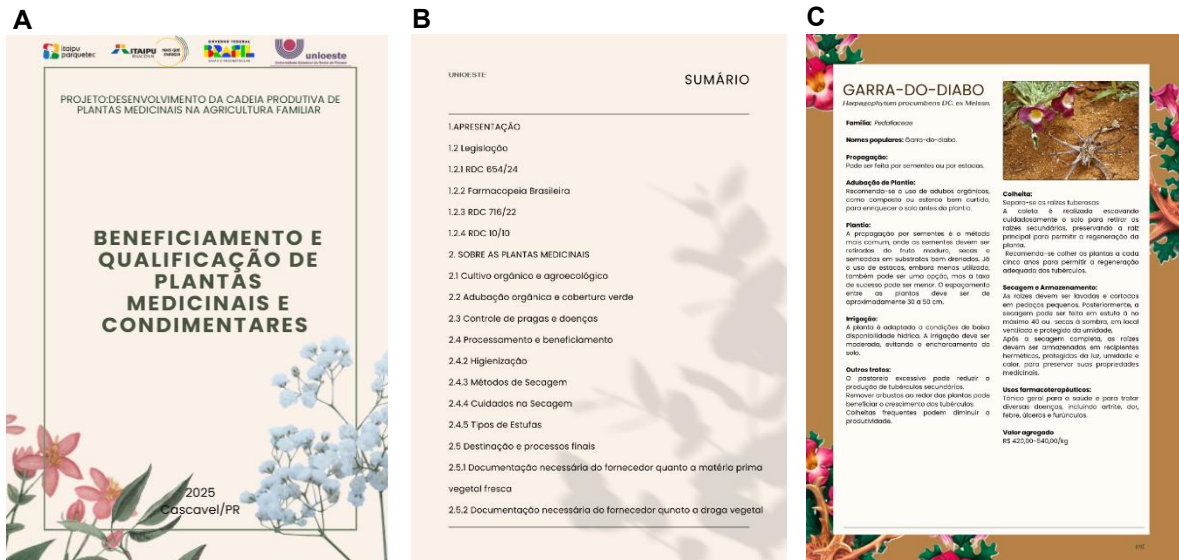 A
itaipu
parquetec
ITAIPU
BINACIONAL
GOVERNO FEDERAL
BRASIL
UNIÃO E RECONSTRUÇÃO
unioeste
Universidade Estadual do Oeste do Paraná
PROJETO:DESENVOLVIMENTO DA CADEIA PRODUTIVA DE
PLANTAS MEDICINAIS NA AGRICULTURA FAMILIAR
BENEFICIAMENTO E
QUALIFICAÇÃO DE
PLANTAS
MEDICINAIS E
CONDIMENTARES
2025
Cascavel/PR
B
UNIOESTE
SUMÁRIO
1.APRESENTAÇÃO
1.2 Legislação
1.2.1 RDC 654/24
1.2.2 Farmacopeia Brasileira
1.2.3 RDC 716/22
1.2.4 RDC 10/10
2. SOBRE AS PLANTAS MEDICINAIS
2.1 Cultivo orgânico e agroecológico
2.2 Adubação orgânica e cobertura verde
2.3 Controle de pragas e doenças
2.4 Processamento e beneficiamento
2.4.2 Higienização
2.4.3 Métodos de Secagem
2.4.4 Cuidados na Secagem
2.4.5 Tipos de Estufas
2.5 Destinação e processos finais
2.5.1 Documentação necessária do fornecedor quanto a matéria prima
vegetal fresca
2.5.2 Documentação necessária do fornecedor qunato a droga vegetal
C
GARRA-DO-DIABO
Harpagophytum procumbens DC. ex Meissn.
Família: Pedaliaceae
Nomes populares: Garra-do-diabo.
Propagação:
Pode ser feita por sementes ou por estacas.
Adubação de Plantio:
Recomenda-se o uso de adubos orgânicos,
como composto ou esterco bem curtido,
para enriquecer o solo antes do plantio.
Plantio:
A propagação por sementes é o método
mais comum, onde as sementes devem ser
retiradas do fruto maduro, secas e
semeadas em substratos bem drenados. Já
o uso de estacas, embora menos utilizado,
também pode ser uma opção, mas a taxa
de sucesso pode ser menor. O espaçamento
entre as plantas deve ser de
aproximadamente 30 a 50 cm.
Irrigação:
A planta é adaptada a condições de baixa
disponibilidade hídrica. A irrigação deve ser
moderada, evitando o encharcamento do
solo.
Outros tratos:
O pastoreio excessivo pode reduzir a
produção de tubérculos secundários.
Remover arbustos ao redor das plantas pode
beneficiar o crescimento dos tubérculos.
Colheitas frequentes podem diminuir a
produtividade.
Colheita:
Separa-se as raízes tuberosas
A coleta é realizada escavando
cuidadosamente o solo para retirar as
raízes secundárias, preservando a raiz
principal para permitir a regeneração da
planta.
Recomenda-se colher as plantas a cada
cinco anos para permitir a regeneração
adequada dos tubérculos.
Secagem e Armazenamento:
As raízes devem ser lavadas e cortadas
em pedaços pequenos. Posteriormente, a
secagem pode ser feita em estufa à no
máximo 40 ou secas à sombra, em local
ventilado e protegido da umidade.
Após a secagem completa, as raízes
devem ser armazenadas em recipientes
herméticos, protegidas da luz, umidade e
calor, para preservar suas propriedades
medicinais.
Usos farmacoterapêuticos:
Tônico geral para a saúde e para tratar
diversas doenças, incluindo artrite, dor,
febre, úlceras e furúnculos.
Valor agregado
R$ 420,00-540,00/kg